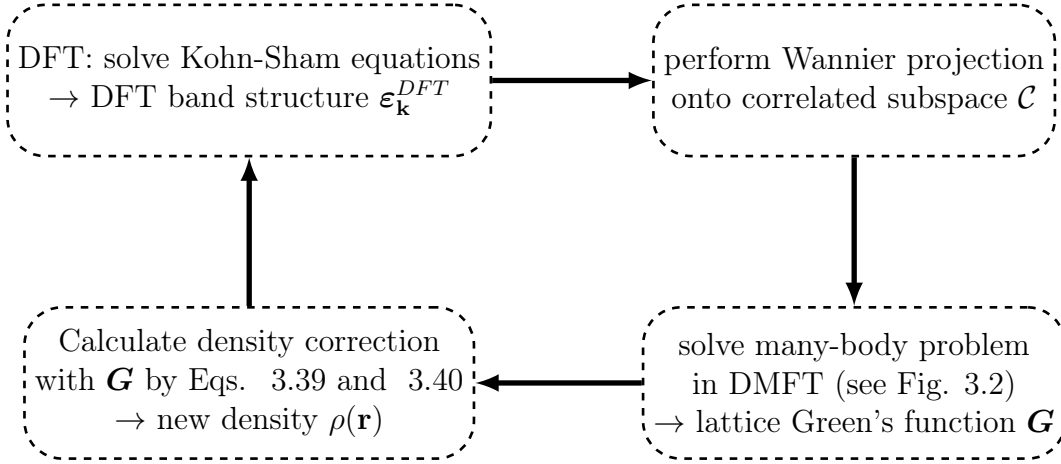 DFT: solve Kohn-Sham equations
→ DFT band structure 𝜺_𝐤^{DFT}
perform Wannier projection
onto correlated subspace 𝒞
solve many-body problem
in DMFT (see Fig. 3.2)
→ lattice Green's function 𝑮
Calculate density correction
with 𝑮 by Eqs. 3.39 and 3.40
→ new density ρ(𝐫)